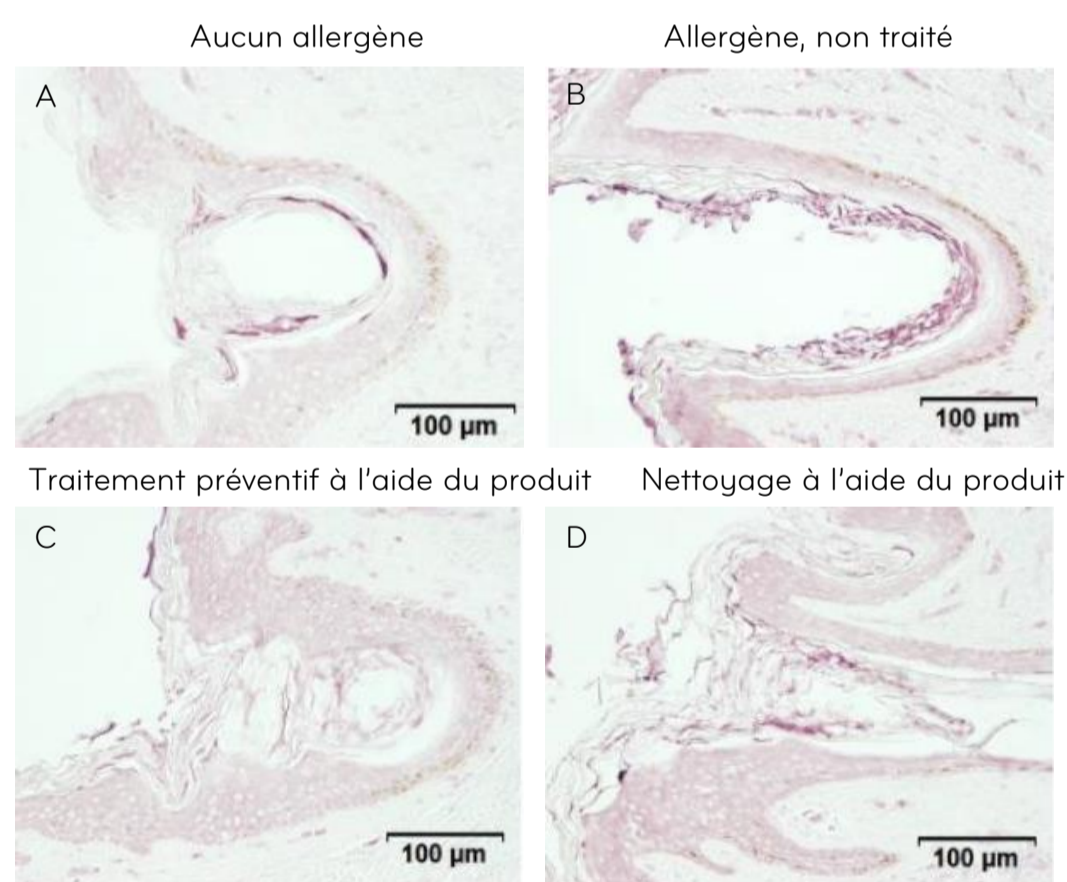 Aucun allergène
Allergène, non traité
A
B
100 µm
100 µm
Traitement préventif à l'aide du produit
Nettoyage à l'aide du produit
C
D
100 µm
100 µm